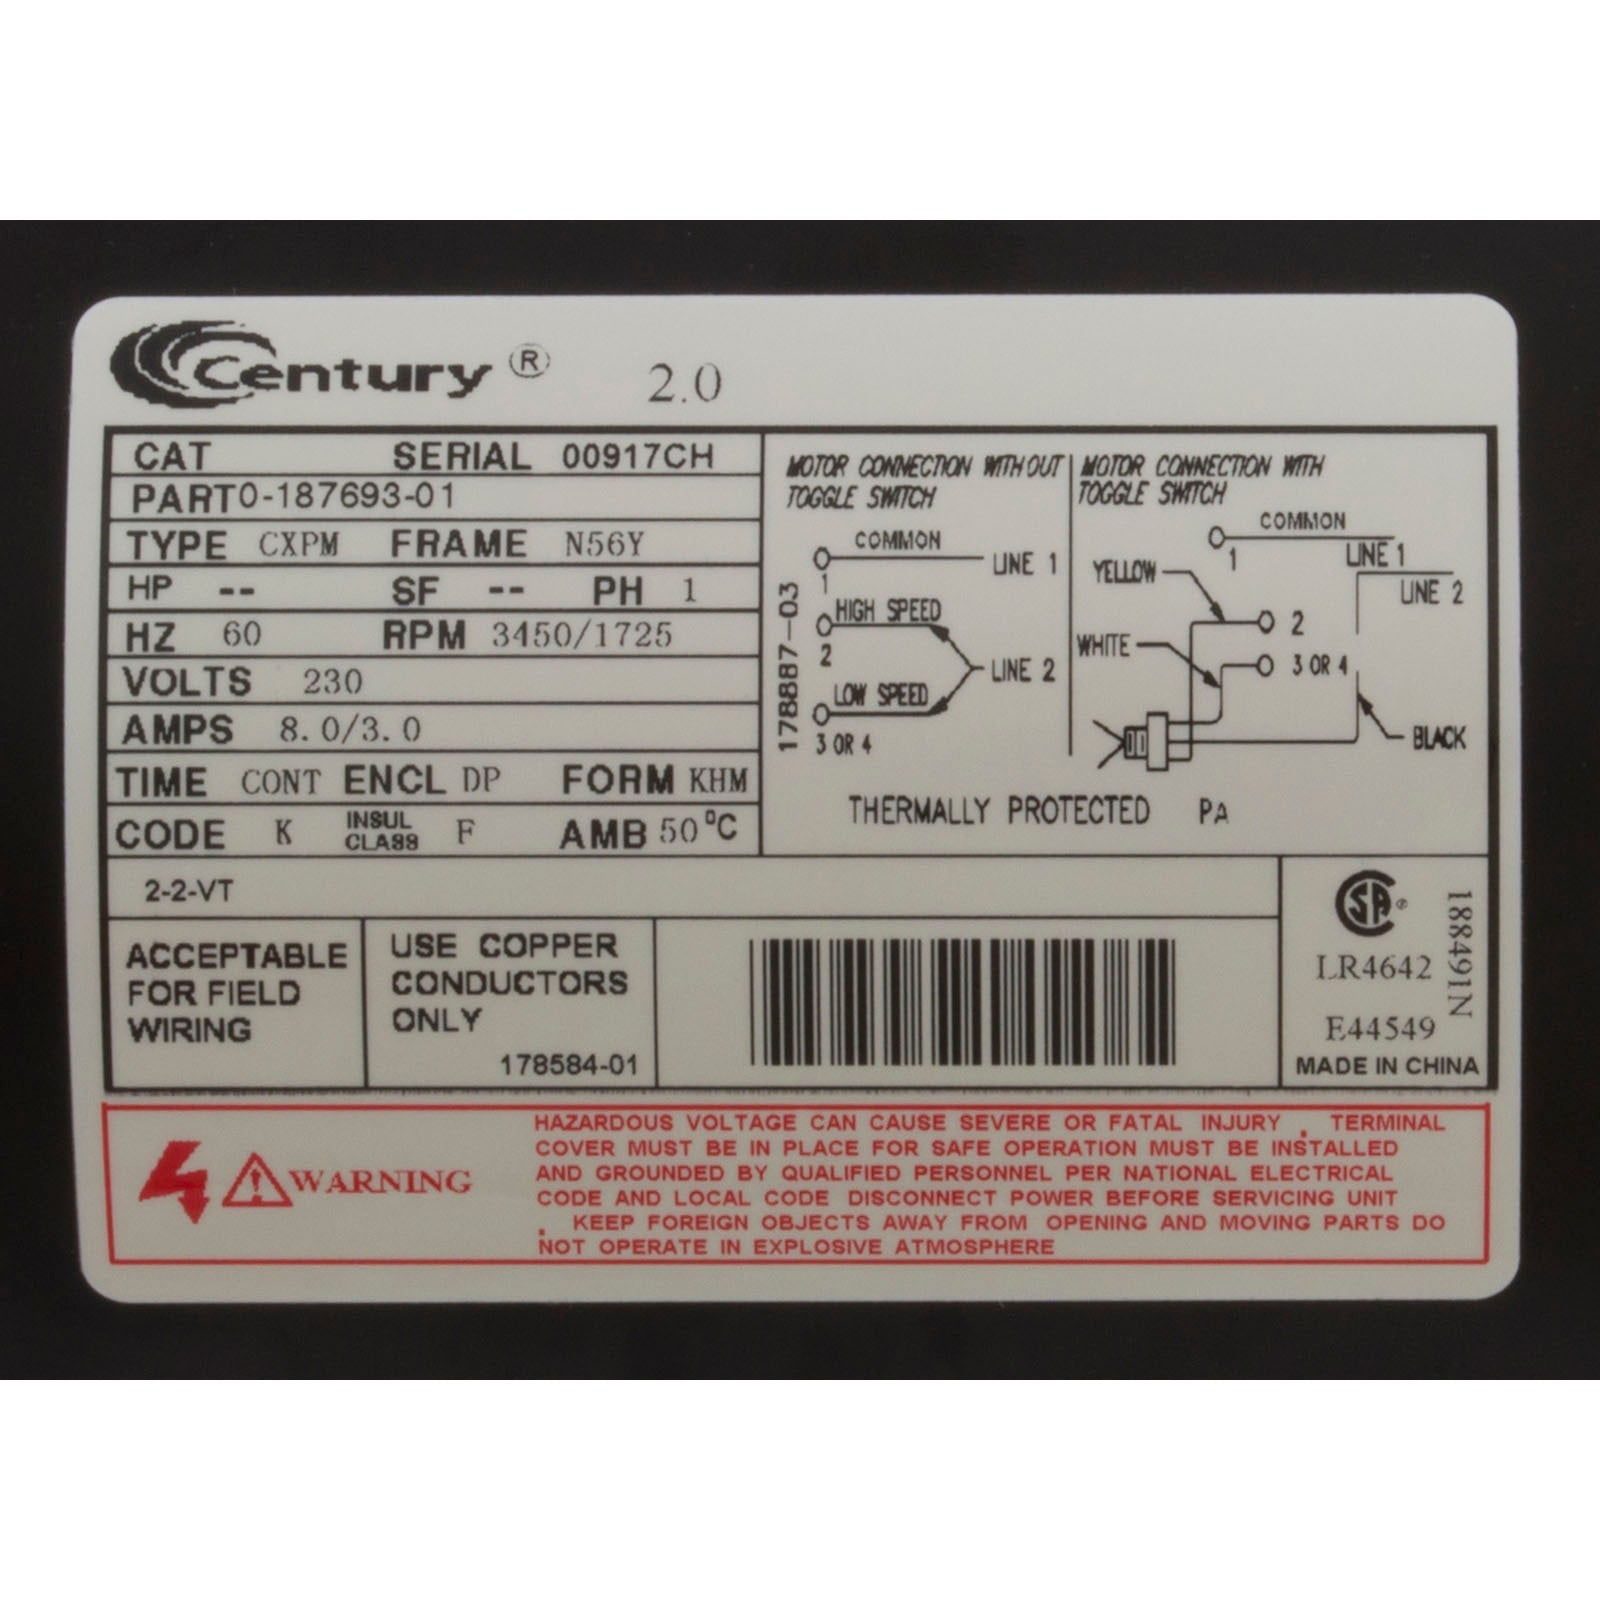 Century ® 2.0
CAT SERIAL 00917CH
PART 0-187693-01
TYPE CXPM FRAME N56Y
HP -- SF -- PH 1
HZ 60 RPM 3450/1725
VOLTS 230
AMPS 8.0/3.0
TIME CONT ENCL DP FORM KHM
CODE K INSUL CLASS F AMB 50 °C
MOTOR CONNECTION WITHOUT
TOGGLE SWITCH
COMMON
LINE 1
1
HIGH SPEED
2
LINE 2
LOW SPEED
3 OR 4
178887-03
MOTOR CONNECTION WITH
TOGGLE SWITCH
COMMON
1
LINE 1
YELLOW
LINE 2
2
WHITE
3 OR 4
BLACK
THERMALLY PROTECTED PA
2-2-VT
ACCEPTABLE
FOR FIELD
WIRING
USE COPPER
CONDUCTORS
ONLY
178584-01
SA ®
LR4642
E44549
188491N
MADE IN CHINA
WARNING
HAZARDOUS VOLTAGE CAN CAUSE SEVERE OR FATAL INJURY . TERMINAL
COVER MUST BE IN PLACE FOR SAFE OPERATION MUST BE INSTALLED
AND GROUNDED BY QUALIFIED PERSONNEL PER NATIONAL ELECTRICAL
CODE AND LOCAL CODE DISCONNECT POWER BEFORE SERVICING UNIT
. KEEP FOREIGN OBJECTS AWAY FROM OPENING AND MOVING PARTS DO
NOT OPERATE IN EXPLOSIVE ATMOSPHERE